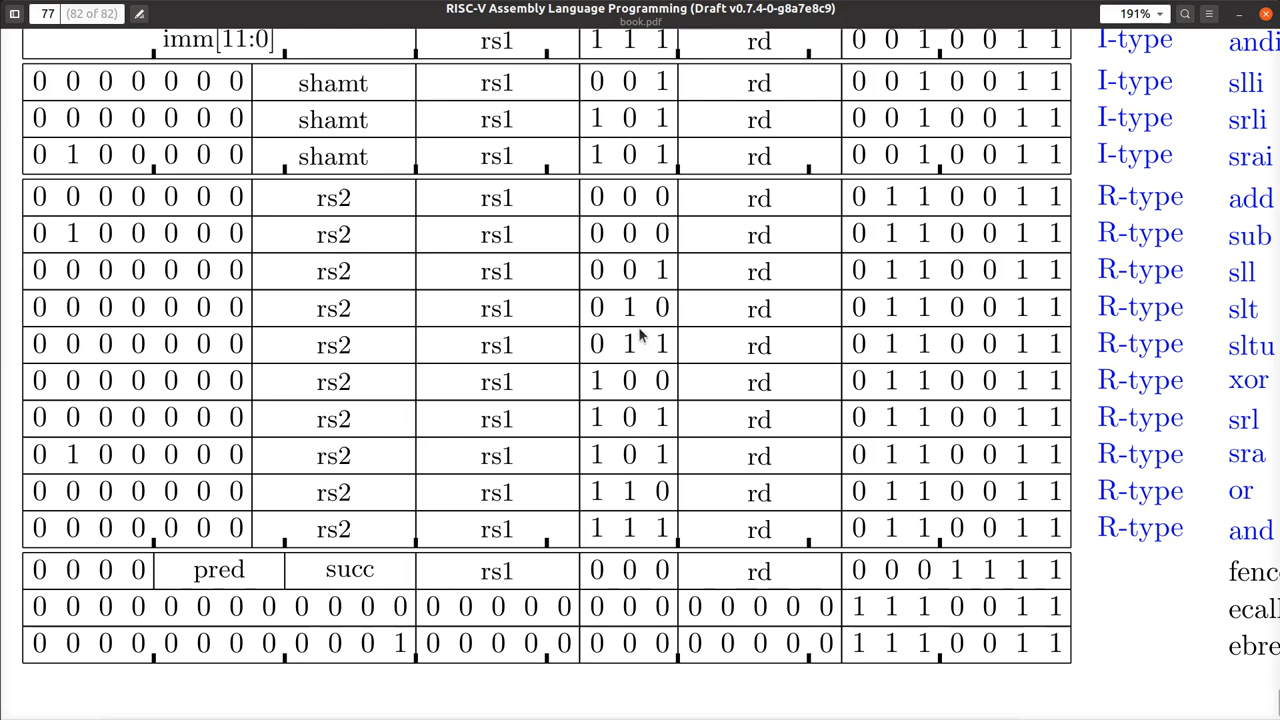 77 (82 of 82) RISC-V Assembly Language Programming (Draft v0.7.4-0-g8a7e8c9) 191%
book.pdf
imm[11:0] rs1 1 1 1 rd 0 0 1 0 0 1 1 I-type andi
0 0 0 0 0 0 0 shamt rs1 0 0 1 rd 0 0 1 0 0 1 1 I-type slli
0 0 0 0 0 0 0 shamt rs1 1 0 1 rd 0 0 1 0 0 1 1 I-type srli
0 1 0 0 0 0 0 shamt rs1 1 0 1 rd 0 0 1 0 0 1 1 I-type srai
0 0 0 0 0 0 0 rs2 rs1 0 0 0 rd 0 1 1 0 0 1 1 R-type add
0 1 0 0 0 0 0 rs2 rs1 0 0 0 rd 0 1 1 0 0 1 1 R-type sub
0 0 0 0 0 0 0 rs2 rs1 0 0 1 rd 0 1 1 0 0 1 1 R-type sll
0 0 0 0 0 0 0 rs2 rs1 0 1 0 rd 0 1 1 0 0 1 1 R-type slt
0 0 0 0 0 0 0 rs2 rs1 0 1 1 rd 0 1 1 0 0 1 1 R-type sltu
0 0 0 0 0 0 0 rs2 rs1 1 0 0 rd 0 1 1 0 0 1 1 R-type xor
0 0 0 0 0 0 0 rs2 rs1 1 0 1 rd 0 1 1 0 0 1 1 R-type srl
0 1 0 0 0 0 0 rs2 rs1 1 0 1 rd 0 1 1 0 0 1 1 R-type sra
0 0 0 0 0 0 0 rs2 rs1 1 1 0 rd 0 1 1 0 0 1 1 R-type or
0 0 0 0 0 0 0 rs2 rs1 1 1 1 rd 0 1 1 0 0 1 1 R-type and
0 0 0 0 pred succ rs1 0 0 0 rd 0 0 0 1 1 1 1 fenc
0 0 0 0 0 0 0 0 0 0 0 0 0 0 0 0 0 0 0 0 0 0 0 0 0 1 1 1 0 0 1 1 ecall
0 0 0 0 0 0 0 0 0 0 0 1 0 0 0 0 0 0 0 0 0 0 0 0 0 1 1 1 0 0 1 1 ebre